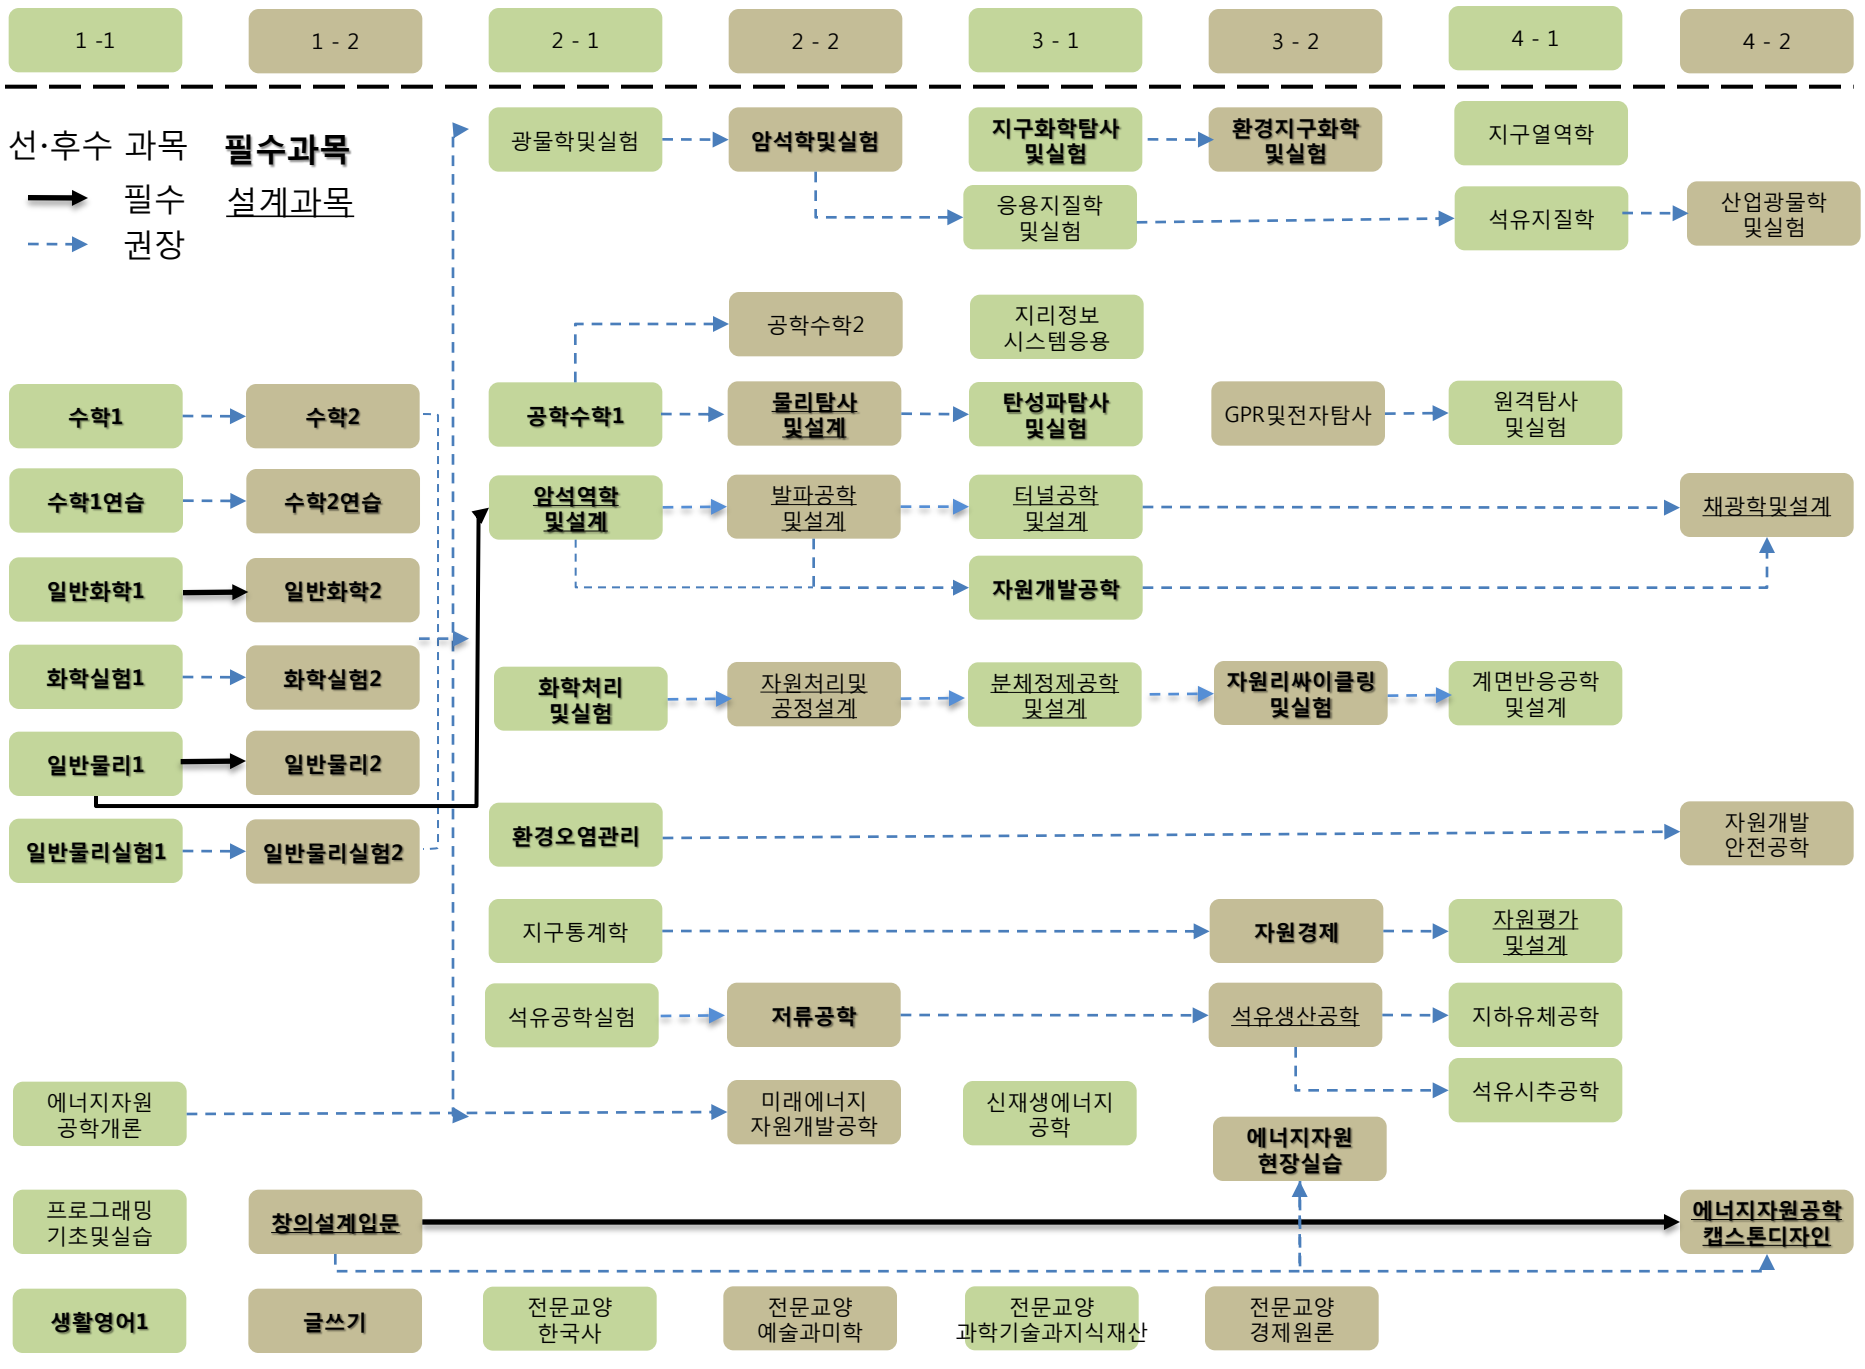 1 -1
1 - 2
2 - 1
2 - 2
3 - 1
3 - 2
4 - 1
4 - 2
선·후수 과목
필수과목
필수
설계과목
권장
광물학및실험
암석학및실험
지구화학탐사
및실험
환경지구화학
및실험
지구열역학
응용지질학
및실험
석유지질학
산업광물학
및실험
공학수학2
지리정보
시스템응용
수학1
수학2
공학수학1
물리탐사
및설계
탄성파탐사
및실험
GPR및전자탐사
원격탐사
및실험
수학1연습
수학2연습
암석역학
및설계
발파공학
및설계
터널공학
및설계
채광학및설계
일반화학1
일반화학2
자원개발공학
화학실험1
화학실험2
화학처리
및실험
자원처리및
공정설계
분체정제공학
및설계
자원리싸이클링
및실험
계면반응공학
및설계
일반물리1
일반물리2
일반물리실험1
일반물리실험2
환경오염관리
자원개발
안전공학
지구통계학
자원경제
자원평가
및설계
석유공학실험
저류공학
석유생산공학
지하유체공학
석유시추공학
에너지자원
공학개론
미래에너지
자원개발공학
신재생에너지
공학
에너지자원
현장실습
프로그래밍
기초및실습
창의설계입문
에너지자원공학
캡스톤디자인
생활영어1
글쓰기
전문교양
한국사
전문교양
예술과미학
전문교양
과학기술과지식재산
전문교양
경제원론